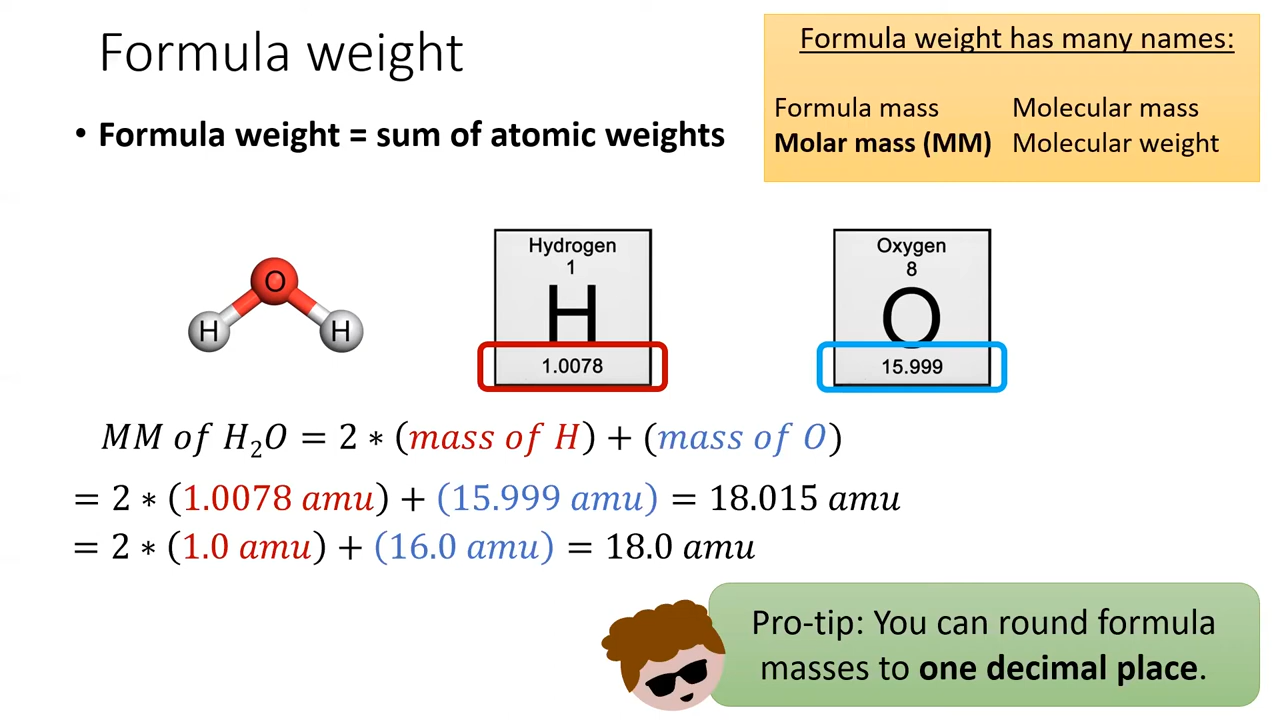 Formula weight
• Formula weight = sum of atomic weights
Formula weight has many names:
Formula mass Molecular mass
Molar mass (MM) Molecular weight
O
H H
Hydrogen
1
H
1.0078
Oxygen
8
O
15.999
MM of H₂O = 2 ∗ (mass of H) + (mass of O)
= 2 ∗ (1.0078 amu) + (15.999 amu) = 18.015 amu
= 2 ∗ (1.0 amu) + (16.0 amu) = 18.0 amu
Pro-tip: You can round formula
masses to one decimal place.